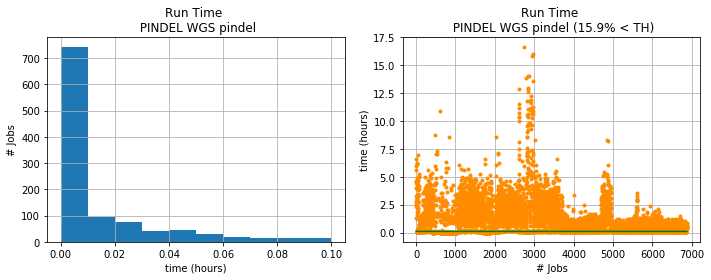 Run Time
PINDEL WGS pindel
# Jobs
700
600
500
400
300
200
100
0
0.00 0.02 0.04 0.06 0.08 0.10
time (hours)
Run Time
PINDEL WGS pindel (15.9% < TH)
time (hours)
17.5
15.0
12.5
10.0
7.5
5.0
2.5
0.0
0 1000 2000 3000 4000 5000 6000 7000
# Jobs